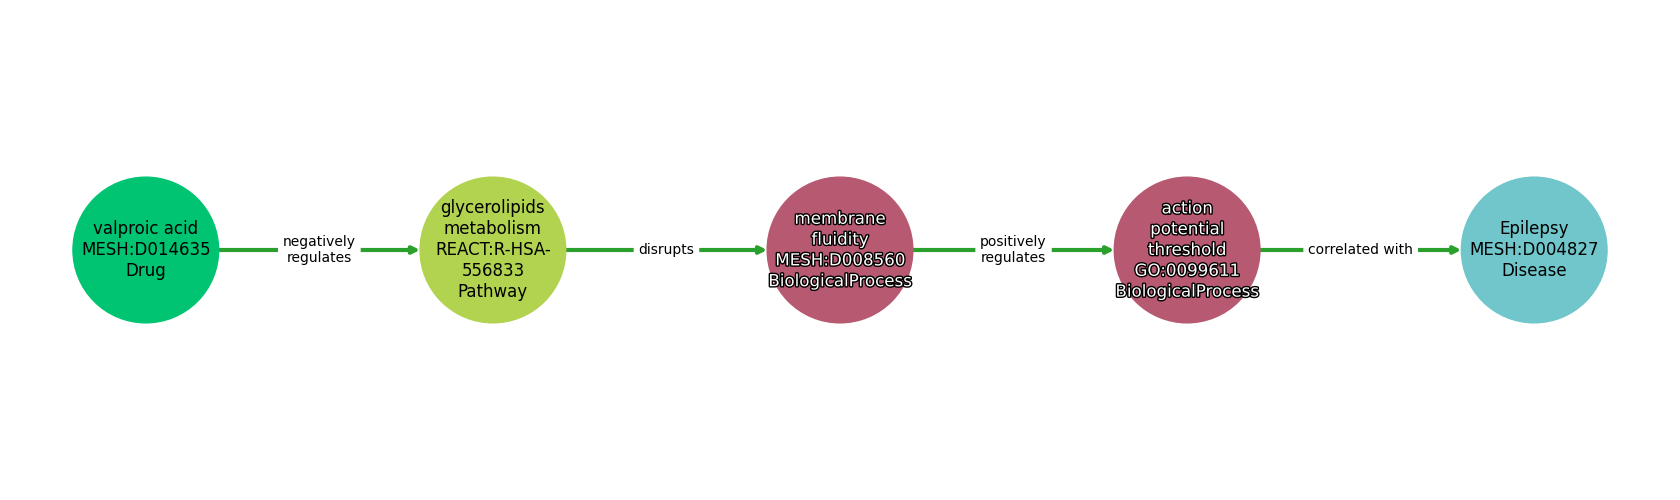 valproic acid
MESH:D014635
Drug
negatively
regulates
glycerolipids
metabolism
REACT:R-HSA-
556833
Pathway
disrupts
membrane
fluidity
MESH:D008560
BiologicalProcess
positively
regulates
action
potential
threshold
GO:0099611
BiologicalProcess
correlated with
Epilepsy
MESH:D004827
Disease